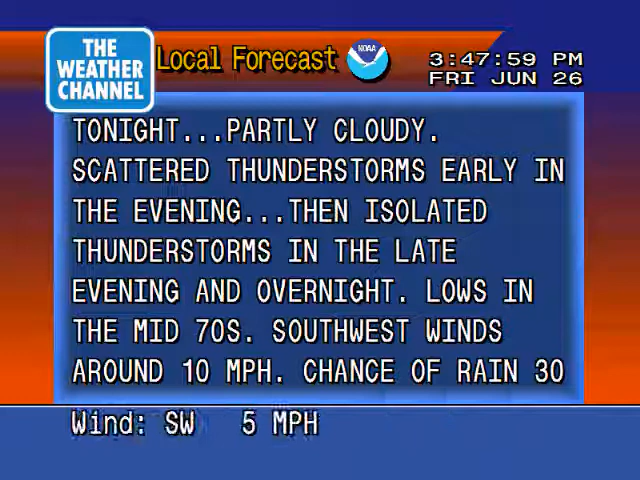 THE
WEATHER
CHANNEL
Local Forecast
NOAA
3:47:59 PM
FRI JUN 26
TONIGHT...PARTLY CLOUDY.
SCATTERED THUNDERSTORMS EARLY IN
THE EVENING...THEN ISOLATED
THUNDERSTORMS IN THE LATE
EVENING AND OVERNIGHT. LOWS IN
THE MID 70S. SOUTHWEST WINDS
AROUND 10 MPH. CHANCE OF RAIN 30
Wind: SW 5 MPH